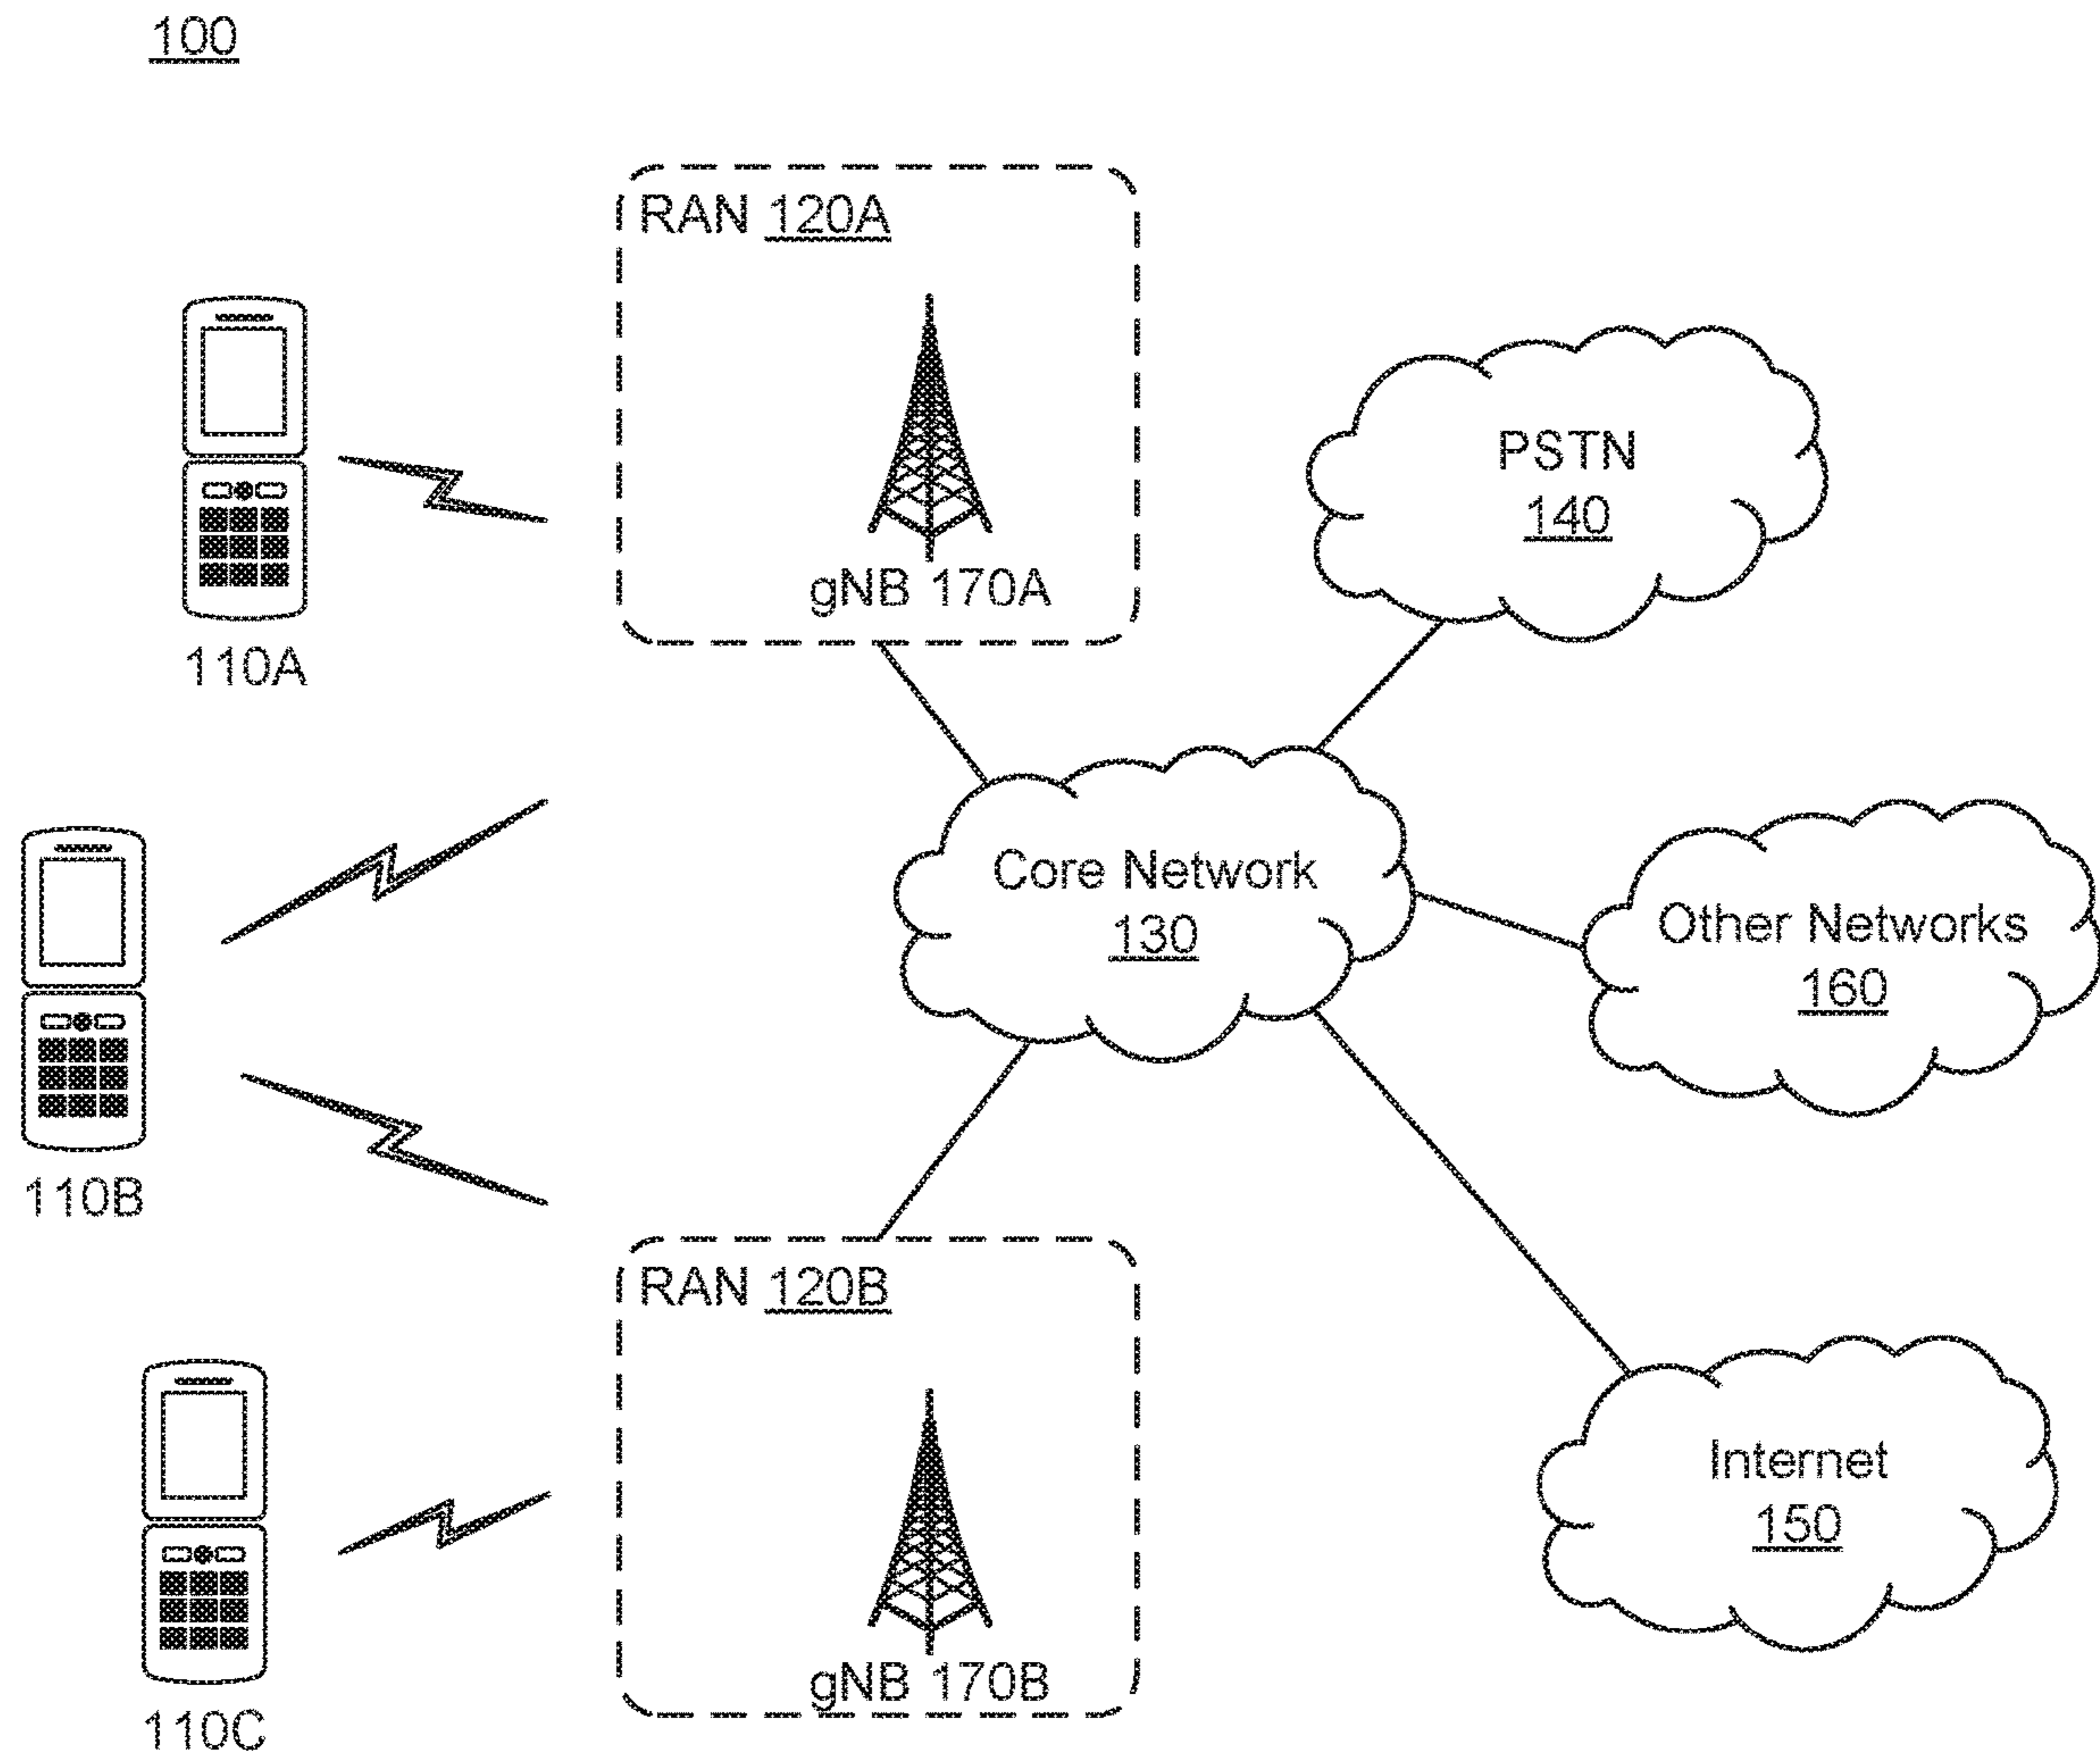 100
RAN 120A
gNB 170A
110A
PSTN
140
Core Network
130
Other Networks
160
110B
RAN 120B
gNB 170B
Internet
150
110C